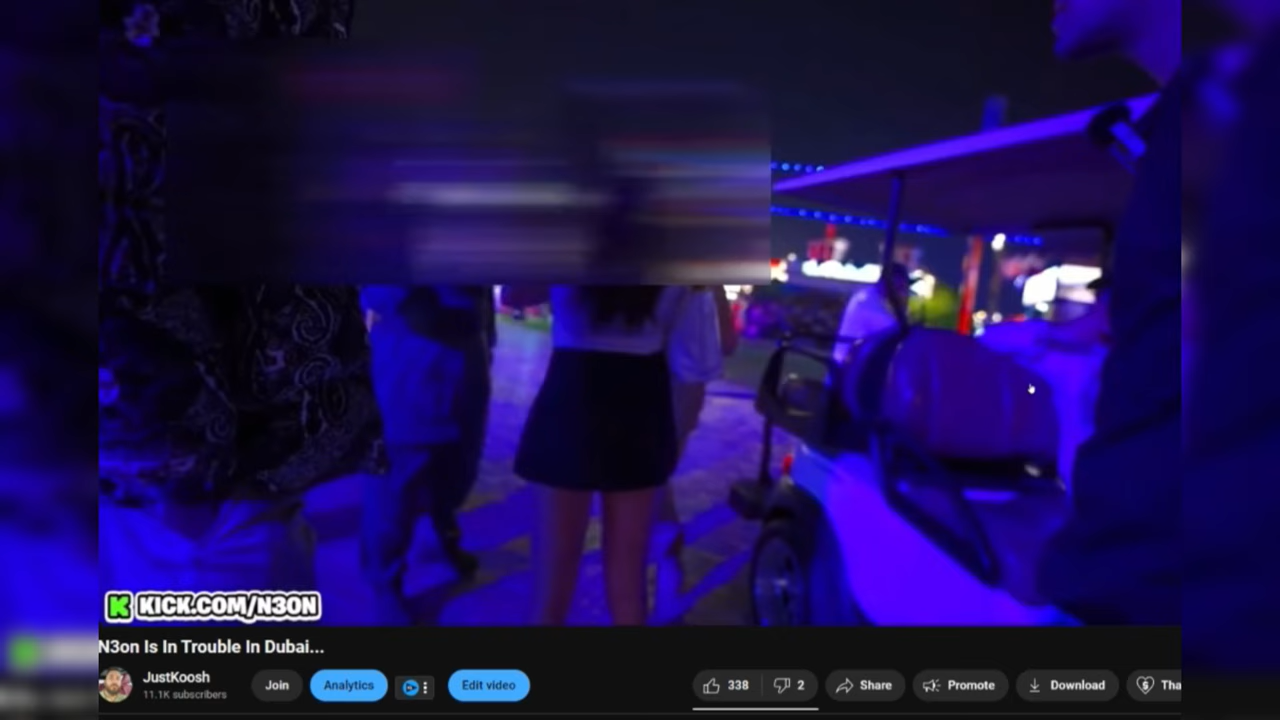 KICK.COM/N3ON
N3on Is In Trouble In Dubai...
JustKoosh
11.1K subscribers
Join
Analytics
Edit video
338
2
Share
Promote
Download
Tha